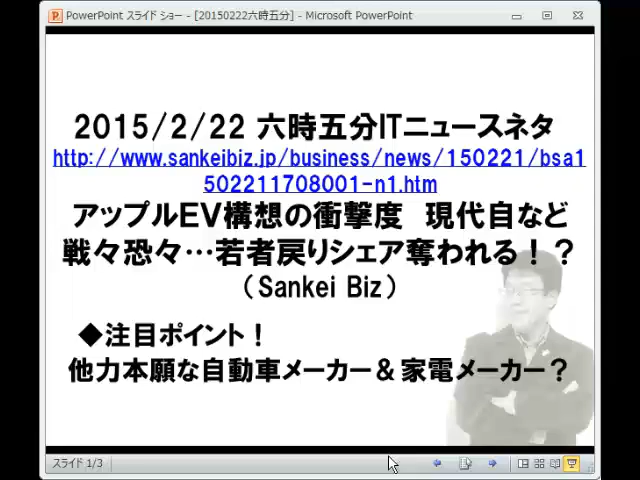 PowerPoint スライド ショー - [20150222六時五分] - Microsoft PowerPoint
2015/2/22 六時五分ITニュースネタ
http://www.sankeibiz.jp/business/news/150221/bsa1
502211708001-n1.htm
アップルEV構想の衝撃度　現代自など
戦々恐々…若者戻りシェア奪われる！？
（Sankei Biz）
◆注目ポイント！
他力本願な自動車メーカー＆家電メーカー？
スライド 1/3